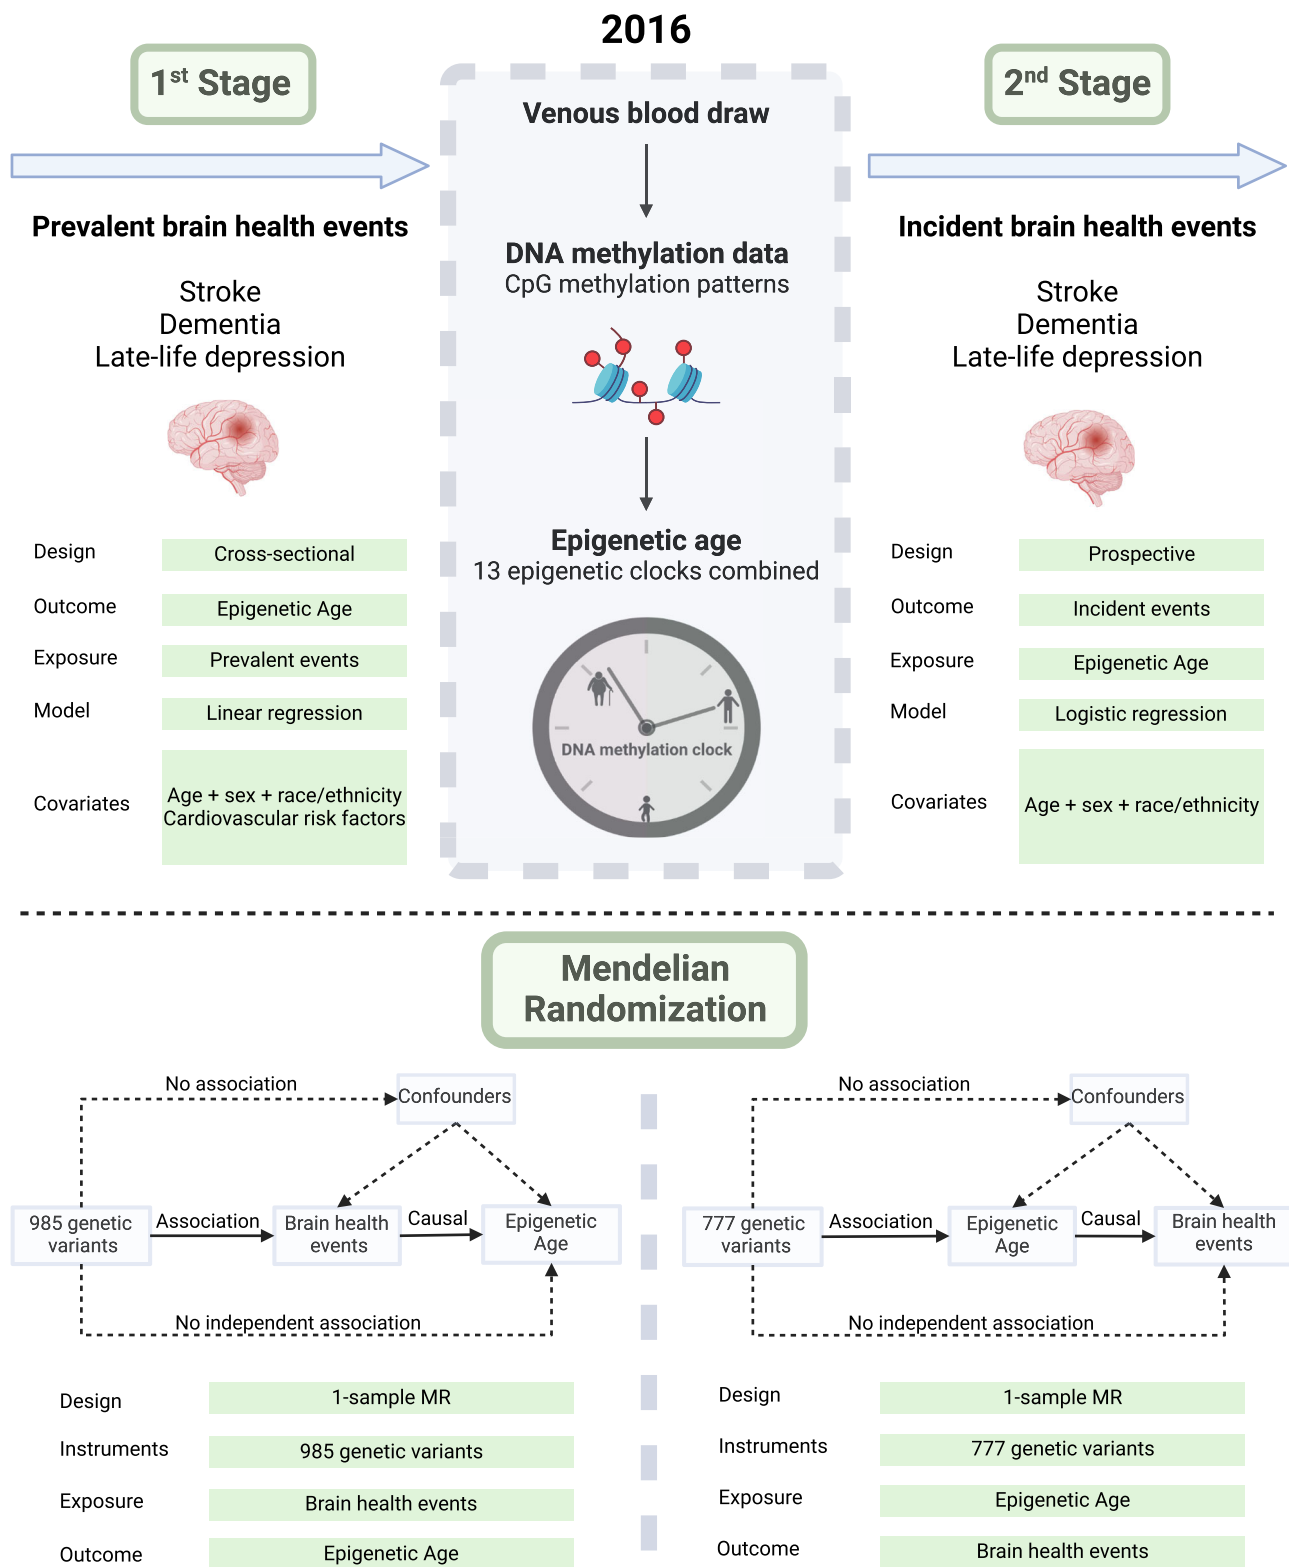 2016
1st Stage
Prevalent brain health events
Stroke
Dementia
Late-life depression
Design Cross-sectional
Outcome Epigenetic Age
Exposure Prevalent events
Model Linear regression
Covariates Age + sex + race/ethnicity
Cardiovascular risk factors
Venous blood draw
DNA methylation data
CpG methylation patterns
Epigenetic age
13 epigenetic clocks combined
DNA methylation clock
2nd Stage
Incident brain health events
Stroke
Dementia
Late-life depression
Design Prospective
Outcome Incident events
Exposure Epigenetic Age
Model Logistic regression
Covariates Age + sex + race/ethnicity
Mendelian
Randomization
No association
Confounders
985 genetic
variants
Association
Brain health
events
Causal
Epigenetic
Age
No independent association
Design 1-sample MR
Instruments 985 genetic variants
Exposure Brain health events
Outcome Epigenetic Age
No association
Confounders
777 genetic
variants
Association
Epigenetic
Age
Causal
Brain health
events
No independent association
Design 1-sample MR
Instruments 777 genetic variants
Exposure Epigenetic Age
Outcome Brain health events